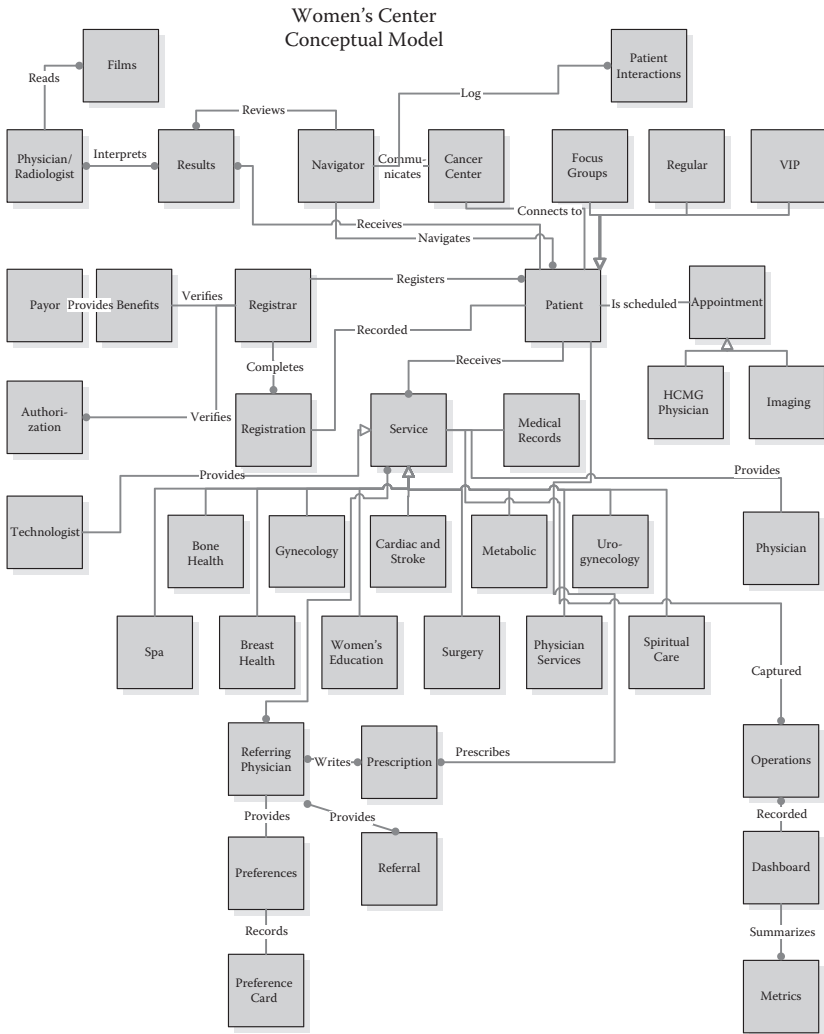 Women's Center
Conceptual Model
Films
Patient
Interactions
Reads
Log
Reviews
Physician/
Radiologist
Interprets
Results
Navigator
Commu-
nicates
Cancer
Center
Focus
Groups
Regular
VIP
Connects to
Receives
Navigates
Payor
Provides
Benefits
Verifies
Registrar
Registers
Patient
Is scheduled
Appointment
Recorded
Completes
Receives
Authori-
zation
Verifies
Registration
Service
Medical
Records
HCMG
Physician
Imaging
Provides
Provides
Technologist
Bone
Health
Gynecology
Cardiac and
Stroke
Metabolic
Uro-
gynecology
Physician
Spa
Breast
Health
Women's
Education
Surgery
Physician
Services
Spiritual
Care
Captured
Referring
Physician
Writes
Prescription
Prescribes
Operations
Provides
Provides
Recorded
Preferences
Referral
Dashboard
Records
Summarizes
Preference
Card
Metrics